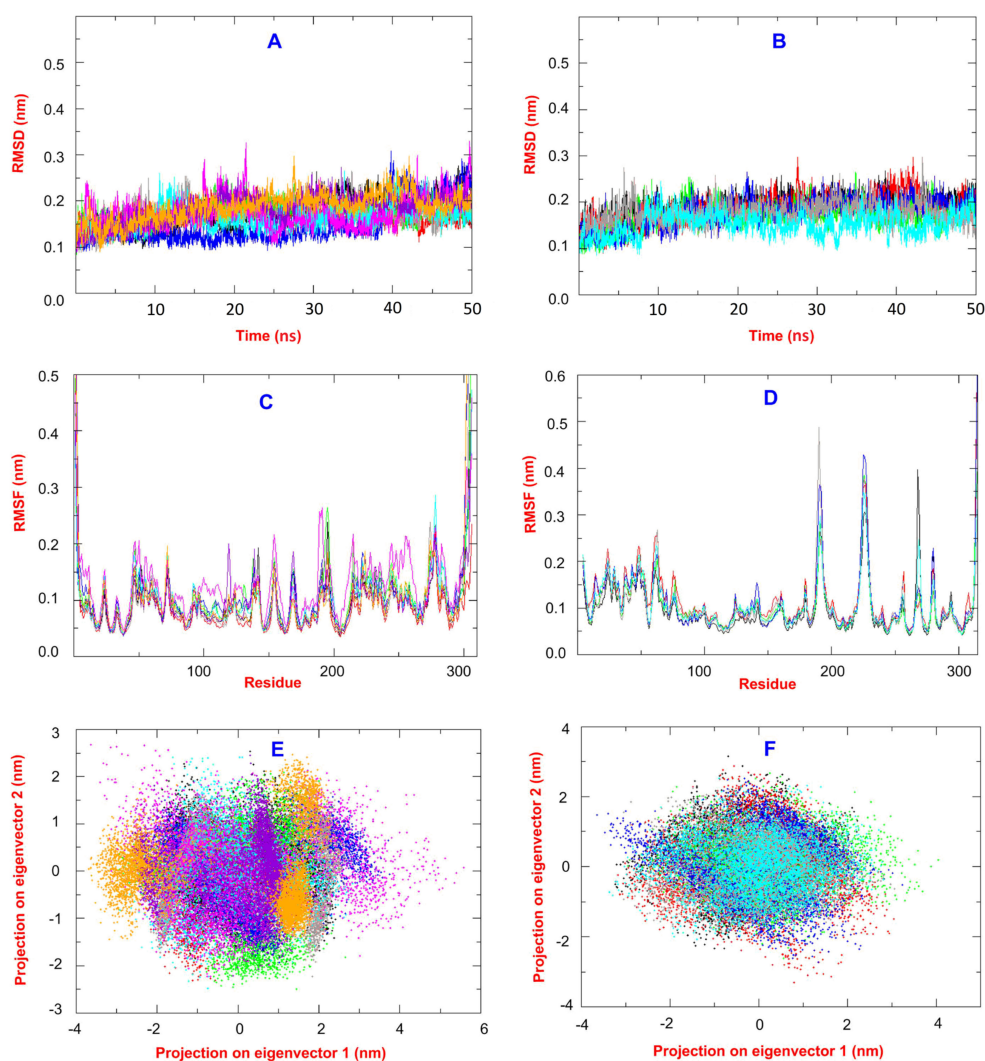 A
RMSD (nm)
0.5
0.4
0.3
0.2
0.1
0.0
10 20 30 40 50
Time (ns)
B
RMSD (nm)
0.5
0.4
0.3
0.2
0.1
0.0
10 20 30 40 50
Time (ns)
C
RMSF (nm)
0.5
0.4
0.3
0.2
0.1
0.0
100 200 300
Residue
D
RMSF (nm)
0.6
0.5
0.4
0.3
0.2
0.1
0.0
100 200 300
Residue
E
Projection on eigenvector 2 (nm)
3
2
1
0
-1
-2
-3
-4 -2 0 2 4 6
Projection on eigenvector 1 (nm)
F
Projection on eigenvector 2 (nm)
4
2
0
-2
-4
-4 -2 0 2 4
Projection on eigenvector 1 (nm)